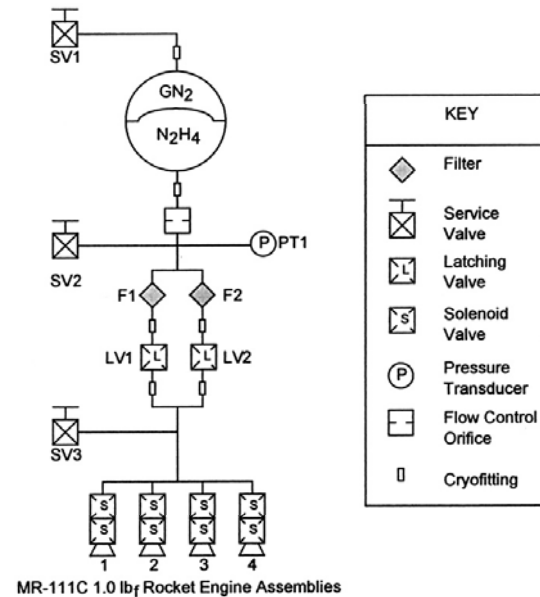 SV1
GN2
N2H4
SV2
P PT1
F1 F2
LV1 L L LV2
SV3
S S S S
S S S S
1 2 3 4
MR-111C 1.0 lbf Rocket Engine Assemblies
KEY
Filter
Service
Valve
L Latching
Valve
S Solenoid
Valve
P Pressure
Transducer
Flow Control
Orifice
Cryofitting